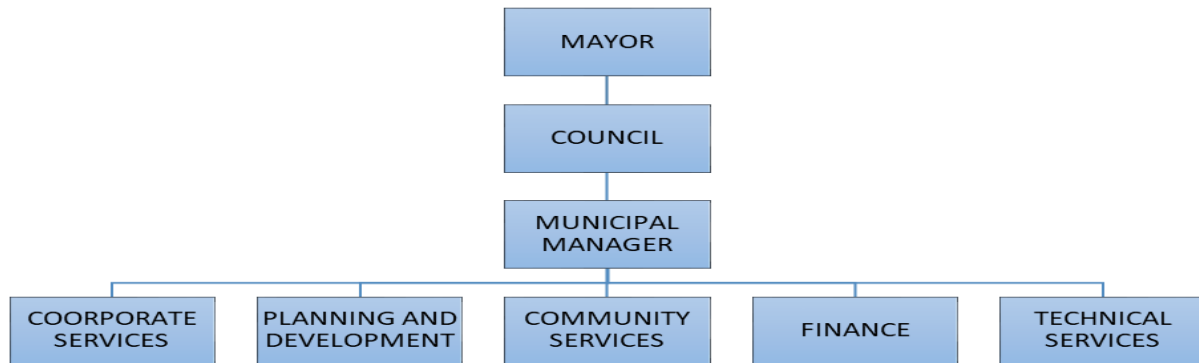 MAYOR
COUNCIL
MUNICIPAL
MANAGER
COORPORATE
SERVICES
PLANNING AND
DEVELOPMENT
COMMUNITY
SERVICES
FINANCE
TECHNICAL
SERVICES